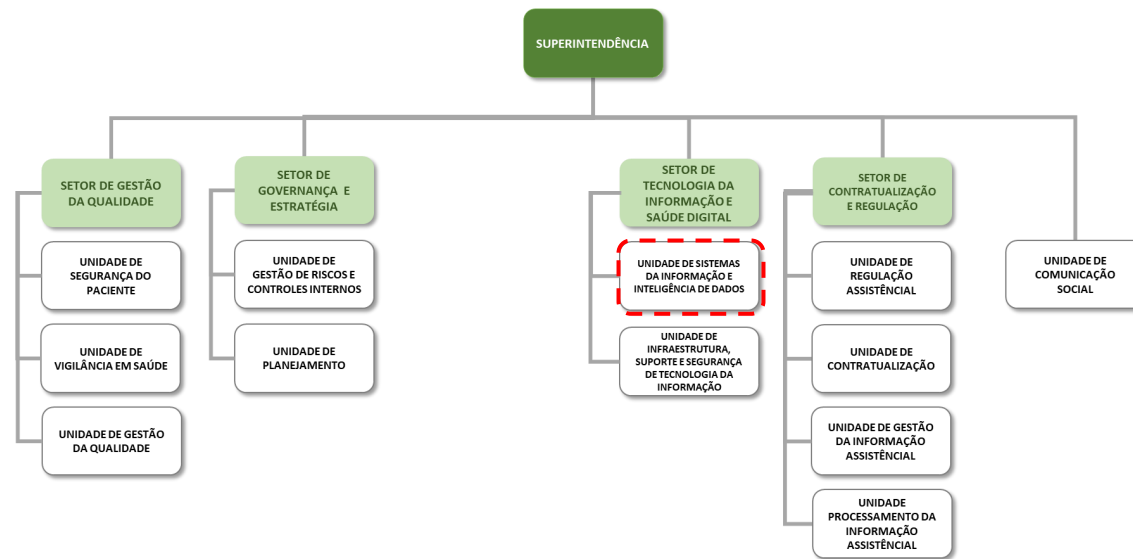 SUPERINTENDÊNCIA
SETOR DE GESTÃO
DA QUALIDADE
UNIDADE DE
SEGURANÇA DO
PACIENTE
UNIDADE DE
VIGILÂNCIA EM SAÚDE
UNIDADE DE GESTÃO
DA QUALIDADE
SETOR DE
GOVERNANÇA E
ESTRATÉGIA
UNIDADE DE
GESTÃO DE RISCOS E
CONTROLES INTERNOS
UNIDADE DE
PLANEJAMENTO
SETOR DE
TECNOLOGIA DA
INFORMAÇÃO E
SAÚDE DIGITAL
UNIDADE DE SISTEMAS
DA INFORMAÇÃO E
INTELIGÊNCIA DE DADOS
UNIDADE DE
INFRAESTRUTURA,
SUPORTE E SEGURANÇA
DE TECNOLOGIA DA
INFORMAÇÃO
SETOR DE
CONTRATUALIZAÇÃO
E REGULAÇÃO
UNIDADE DE
REGULAÇÃO
ASSISTÊNCIAL
UNIDADE DE
CONTRATUALIZAÇÃO
UNIDADE DE GESTÃO
DA INFORMAÇÃO
ASSISTÊNCIAL
UNIDADE
PROCESSAMENTO DA
INFORMAÇÃO
ASSISTÊNCIAL
UNIDADE DE
COMUNICAÇÃO
SOCIAL